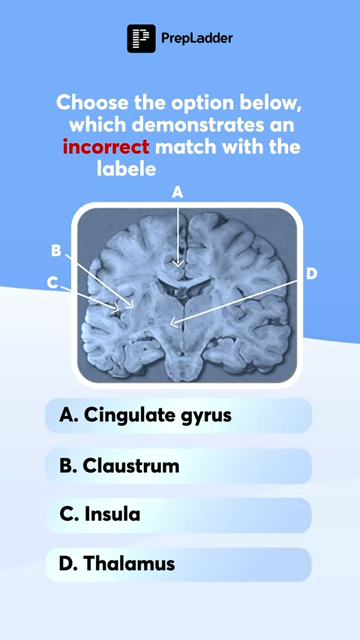 PrepLadder
Choose the option below,
which demonstrates an
incorrect match with the
labele
A
B
C
D
A. Cingulate gyrus
B. Claustrum
C. Insula
D. Thalamus